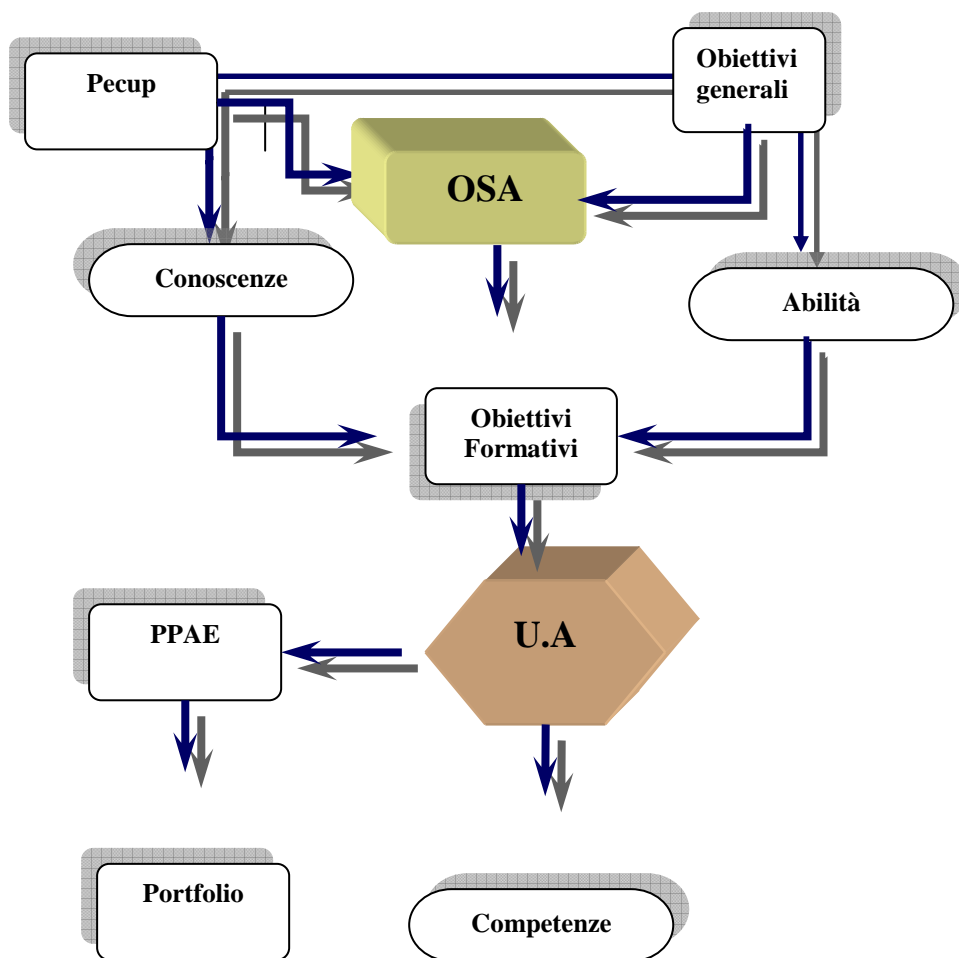 Pecup
Obiettivi
generali
OSA
Conoscenze
Abilità
Obiettivi
Formativi
U.A
PPAE
Portfolio
Competenze